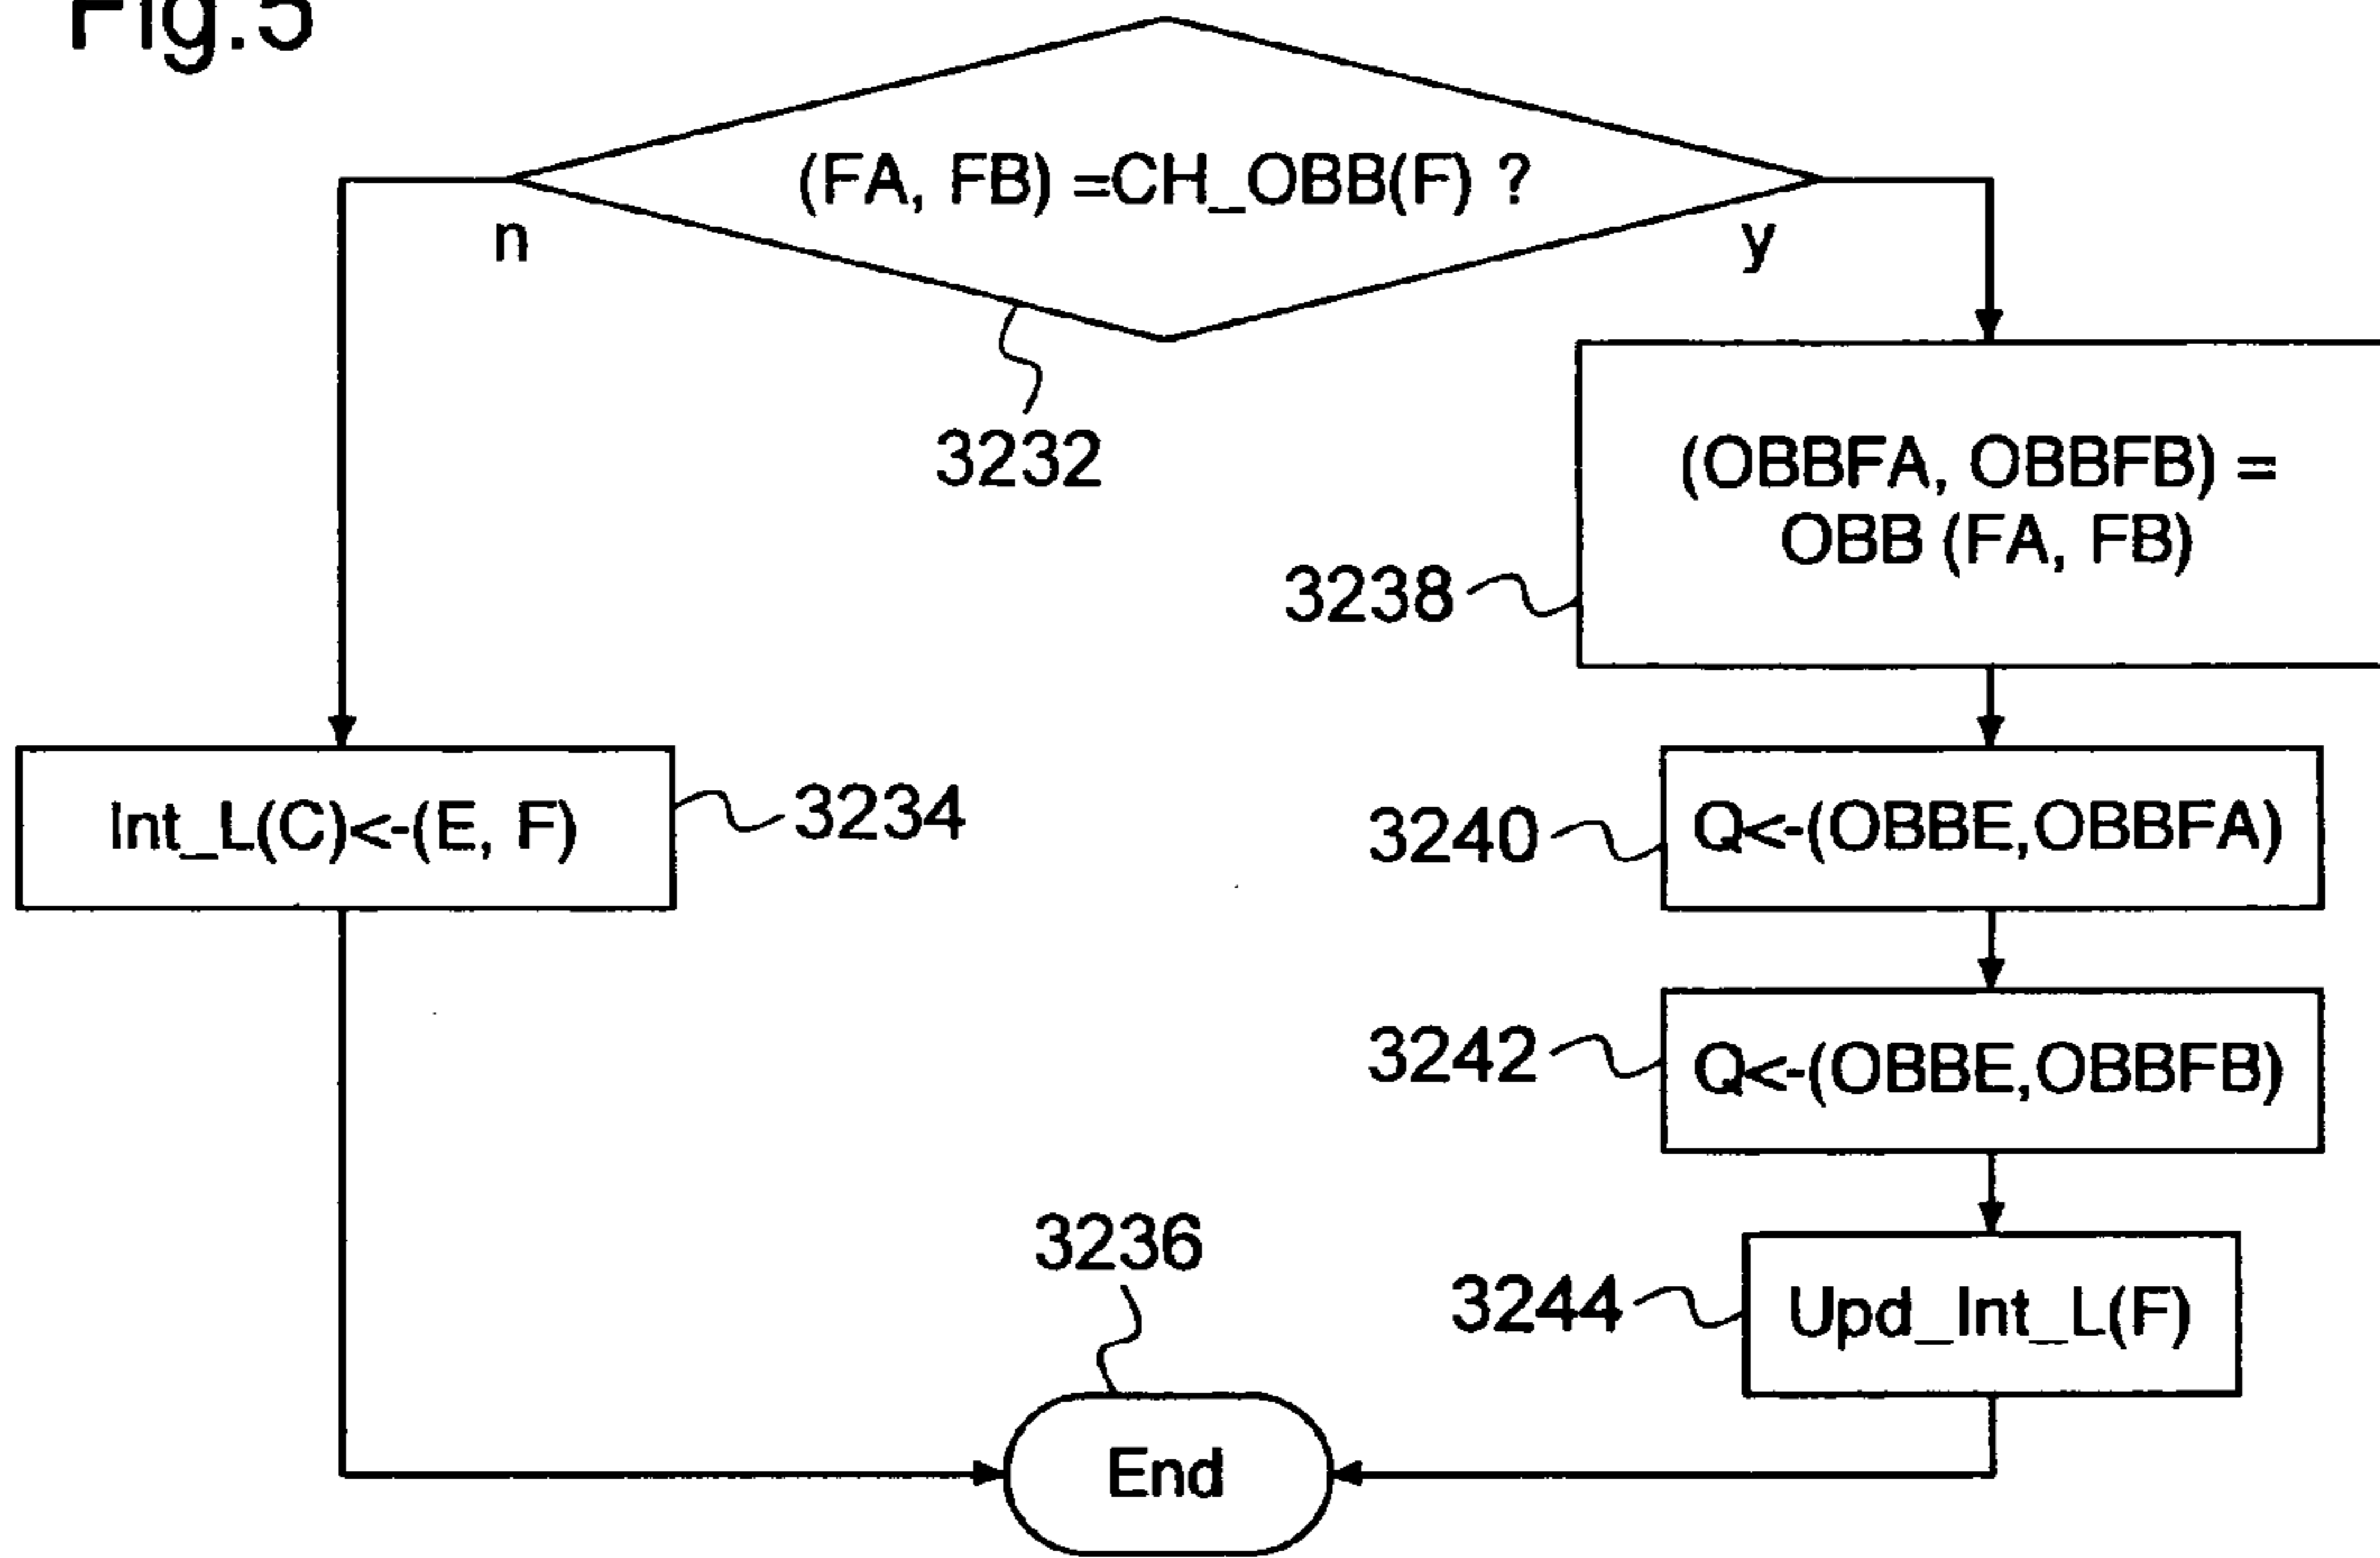 Fig.5
(FA, FB) =CH_OBB(F) ?
n
y
3232
(OBBFA, OBBFB) =
OBB (FA, FB)
3238
Int_L(C)<-(E, F)
3234
3240
Q<-(OBBE,OBBFA)
3242
Q<-(OBBE,OBBFB)
3236
3244
Upd_Int_L(F)
End